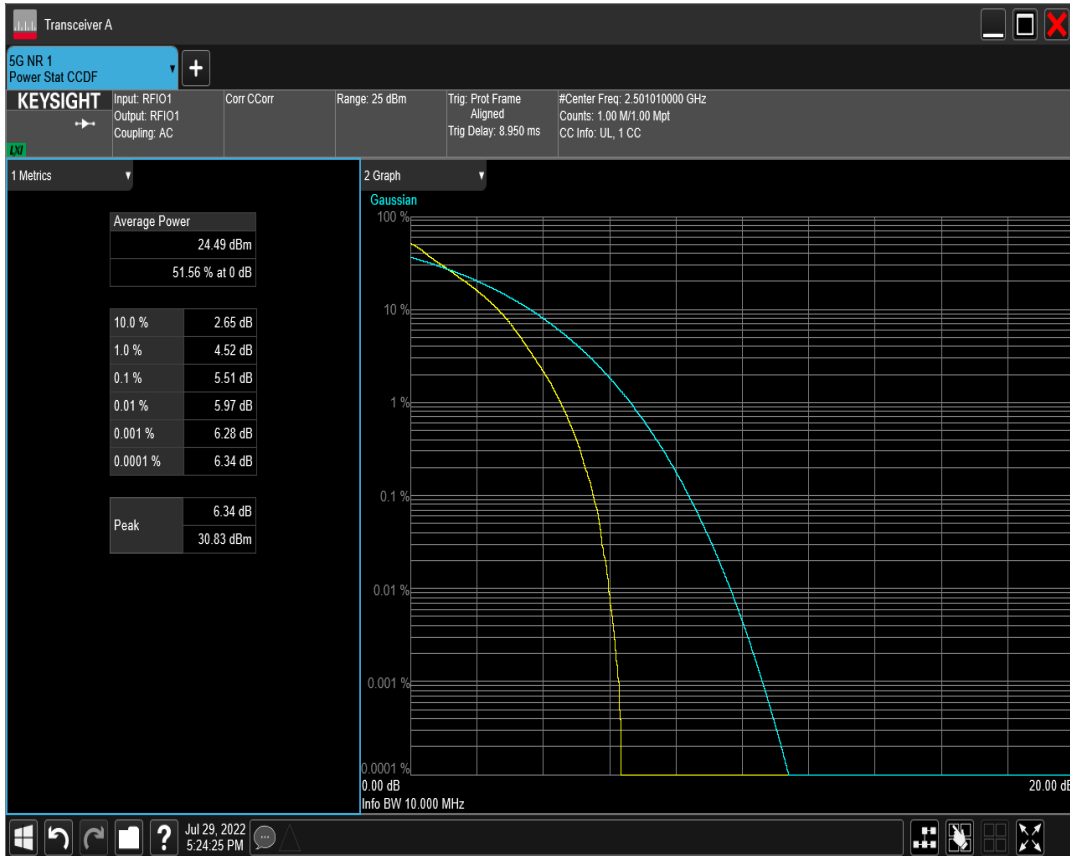 Transceiver A
5G NR 1
Power Stat CCDF
+
KEYSIGHT
LXI
Input: RFIO1
Output: RFIO1
Coupling: AC
Corr CCorr
Range: 25 dBm
Trig: Prot Frame
Aligned
Trig Delay: 8.950 ms
#Center Freq: 2.501010000 GHz
Counts: 1.00 M/1.00 Mpt
CC Info: UL, 1 CC
1 Metrics
Average Power
24.49 dBm
51.56 % at 0 dB
10.0 % 2.65 dB
1.0 % 4.52 dB
0.1 % 5.51 dB
0.01 % 5.97 dB
0.001 % 6.28 dB
0.0001 % 6.34 dB
Peak
6.34 dB
30.83 dBm
2 Graph
Gaussian
100 %
10 %
1 %
0.1 %
0.01 %
0.001 %
0.0001 %
0.00 dB 20.00 dB
Info BW 10.000 MHz
?
Jul 29, 2022
5:24:25 PM